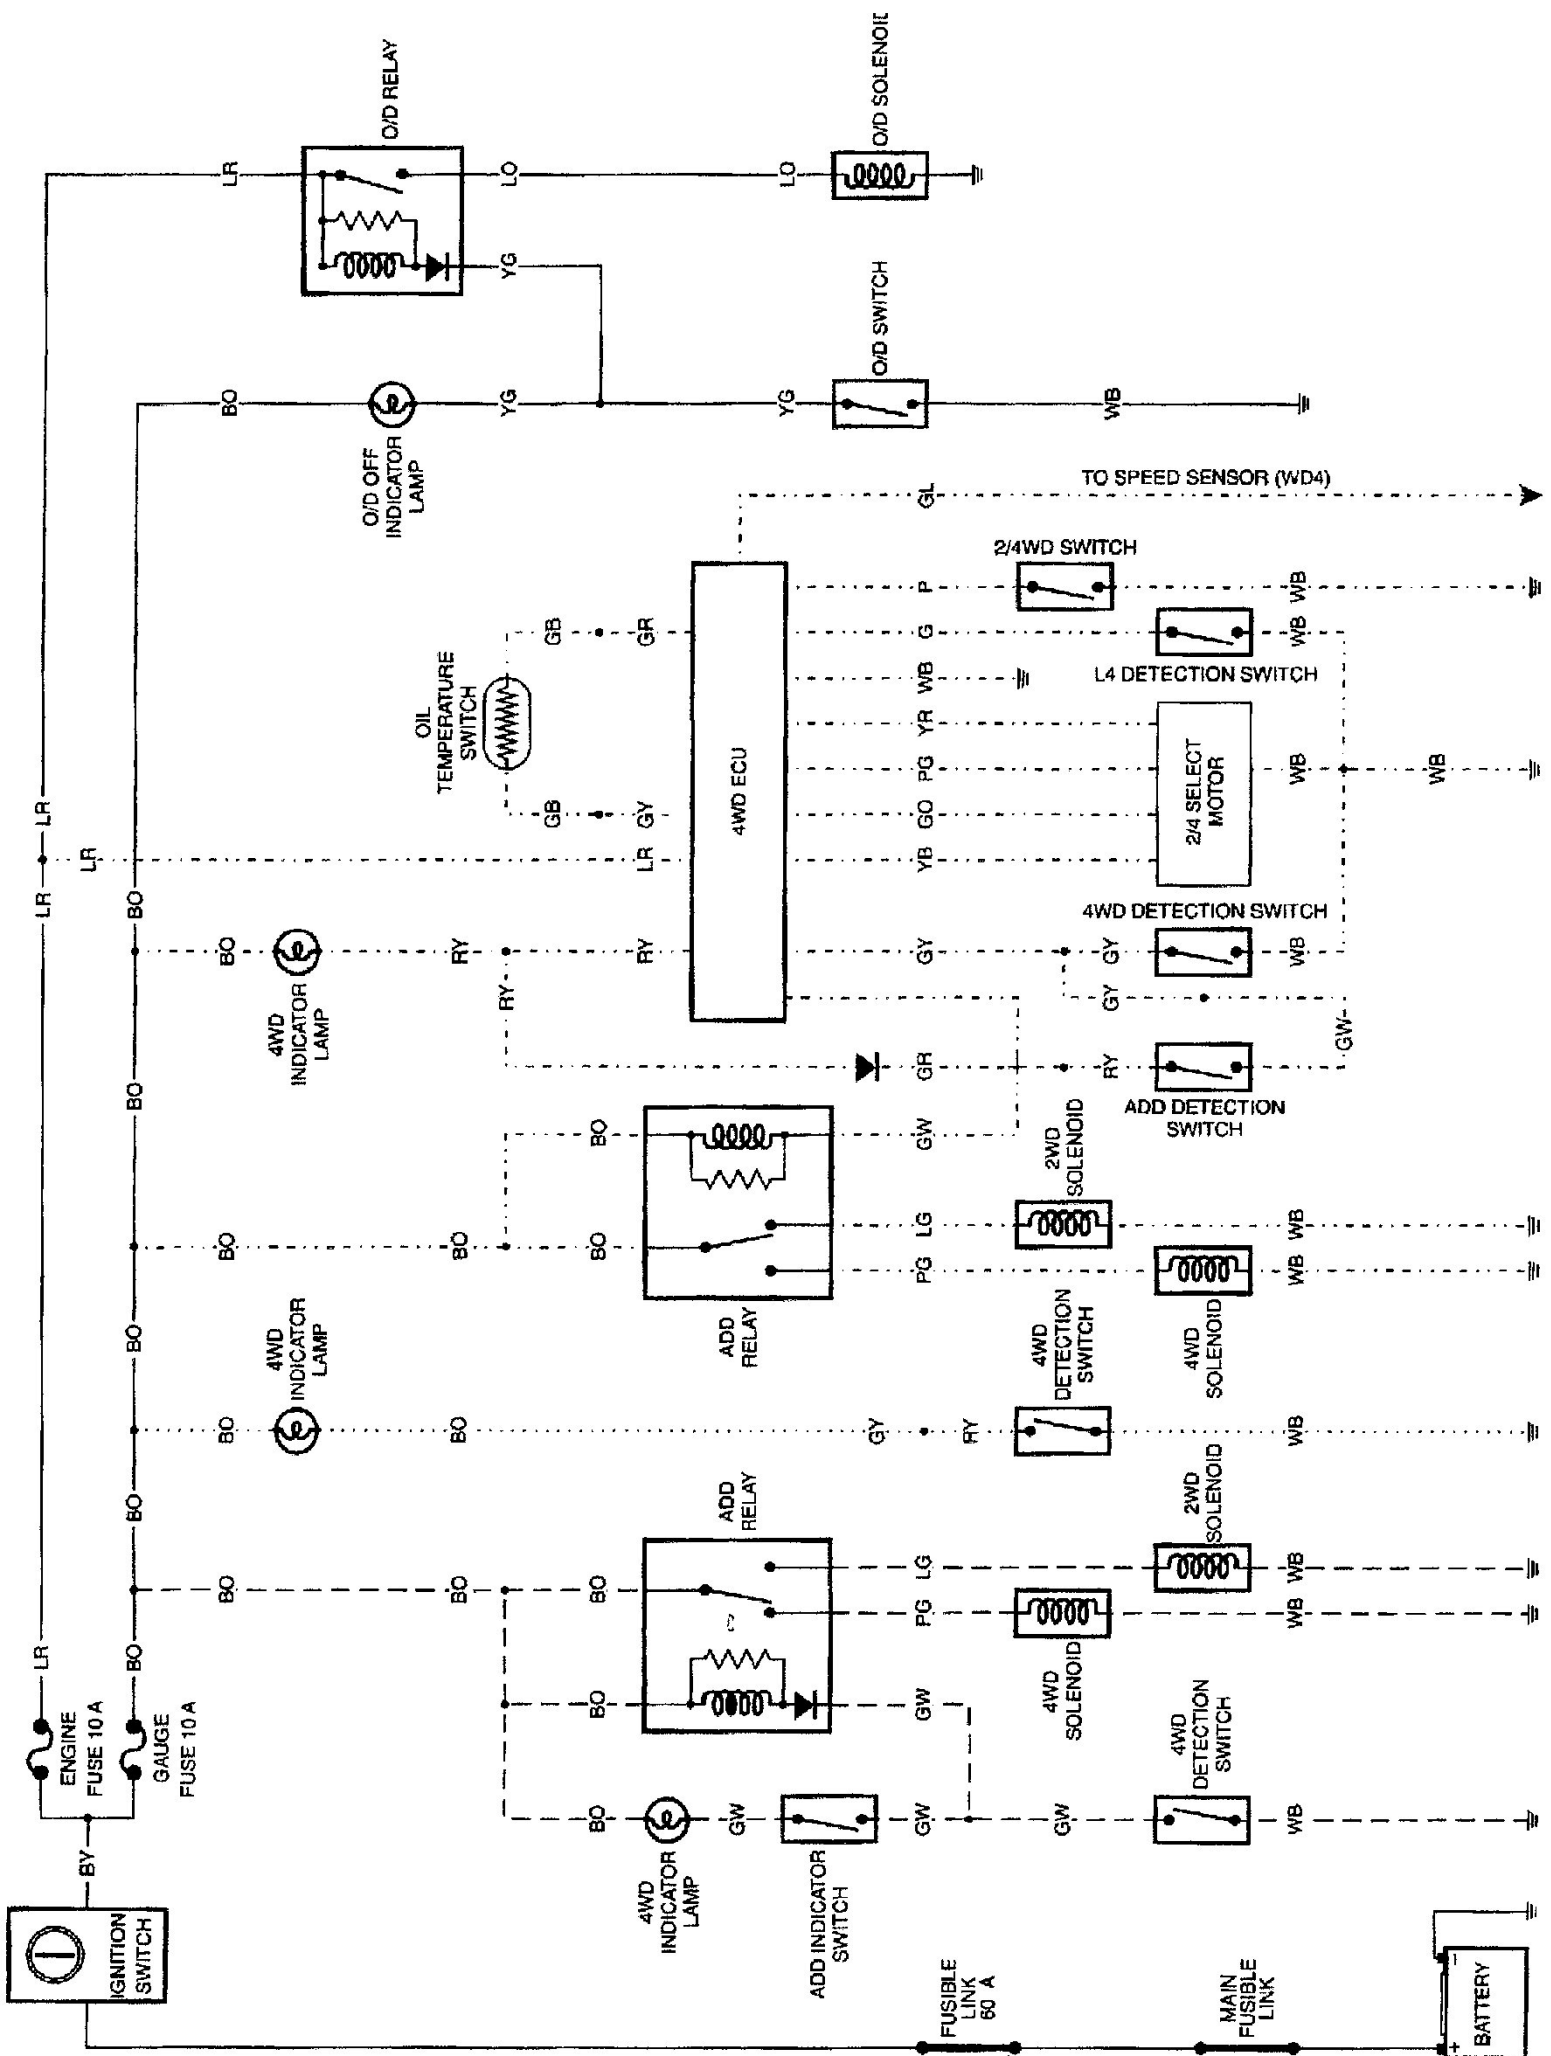 O/D RELAY
O/D SOLENOID
LR
LO
LO
YG
O/D SWITCH
BO
YG
YG
WB
O/D OFF
INDICATOR
LAMP
TO SPEED SENSOR (WD4)
GL
2/4WD SWITCH
P
WB
GB
GR
G
WB
L4 DETECTION SWITCH
OIL
TEMPERATURE
SWITCH
WB
YR
4WD ECU
PG
2/4 SELECT
MOTOR
WB
WB
GB
GY
GO
LR
LR
LR
YB
LR
BO
4WD DETECTION SWITCH
BO
RY
RY
GY
GY
WB
RY
GY
4WD
INDICATOR
LAMP
GW
BO
GR
RY
ADD DETECTION
SWITCH
BO
GW
2WD
SOLENOID
LG
WB
BO
BO
BO
PG
WB
ADD
RELAY
4WD
SOLENOID
BO
4WD
INDICATOR
LAMP
4WD
DETECTION
SWITCH
BO
BO
GY
RY
WB
BO
ADD
RELAY
2WD
SOLENOID
LG
WB
BO
BO
BO
PG
WB
4WD
SOLENOID
LR
BO
BO
GW
ENGINE
FUSE 10 A
GAUGE
FUSE 10 A
4WD
DETECTION
SWITCH
BO
GW
GW
GW
WB
BY
4WD
INDICATOR
LAMP
ADD INDICATOR
SWITCH
IGNITION
SWITCH
FUSIBLE
LINK
60 A
MAIN
FUSIBLE
LINK
BATTERY
+
–